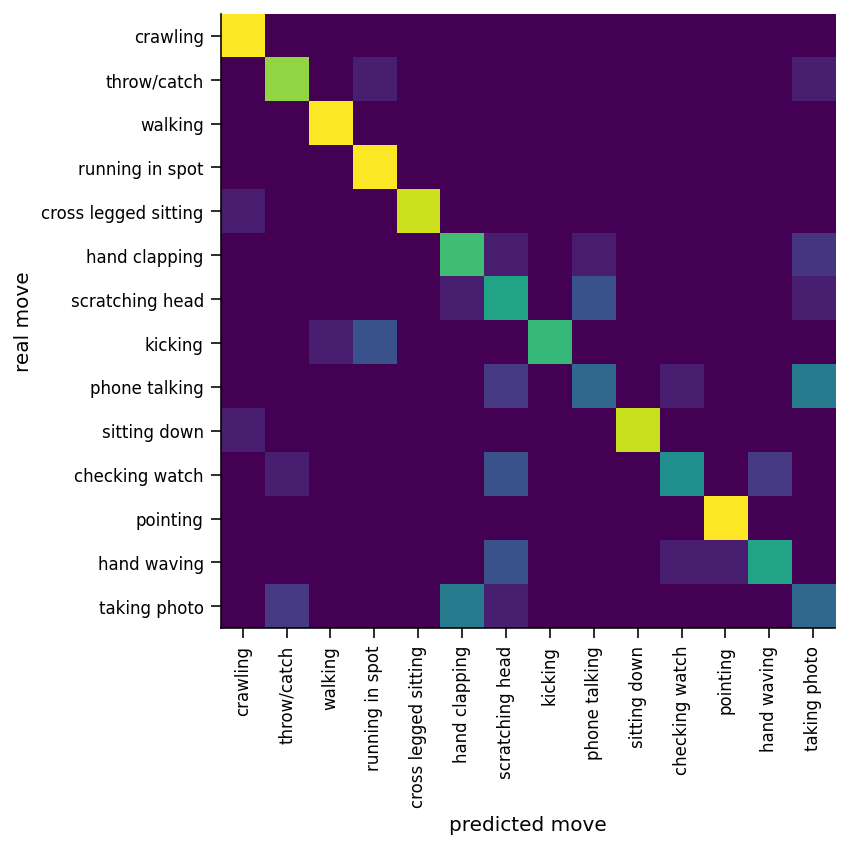 crawling
throw/catch
walking
running in spot
cross legged sitting
hand clapping
scratching head
kicking
phone talking
sitting down
checking watch
pointing
hand waving
taking photo
real move
crawling
throw/catch
walking
running in spot
cross legged sitting
hand clapping
scratching head
kicking
phone talking
sitting down
checking watch
pointing
hand waving
taking photo
predicted move